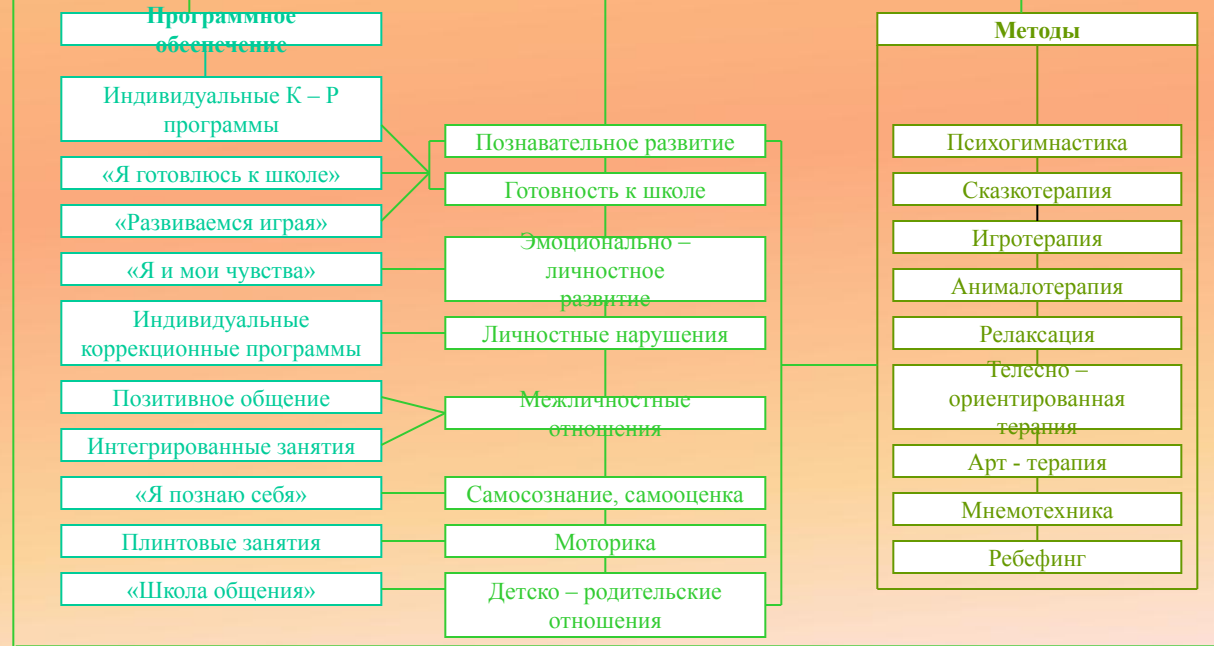 Программное
обеспечение
Индивидуальные К – Р
программы
«Я готовлюсь к школе»
«Развиваемся играя»
«Я и мои чувства»
Индивидуальные
коррекционные программы
Позитивное общение
Интегрированные занятия
«Я познаю себя»
Плинтовые занятия
«Школа общения»
Познавательное развитие
Готовность к школе
Эмоционально –
личностное
развитие
Личностные нарушения
Межличностные
отношения
Самосознание, самооценка
Моторика
Детско – родительские
отношения
Методы
Психогимнастика
Сказкотерапия
Игротерапия
Анималотерапия
Релаксация
Телесно –
ориентированная
терапия
Арт - терапия
Мнемотехника
Ребефинг